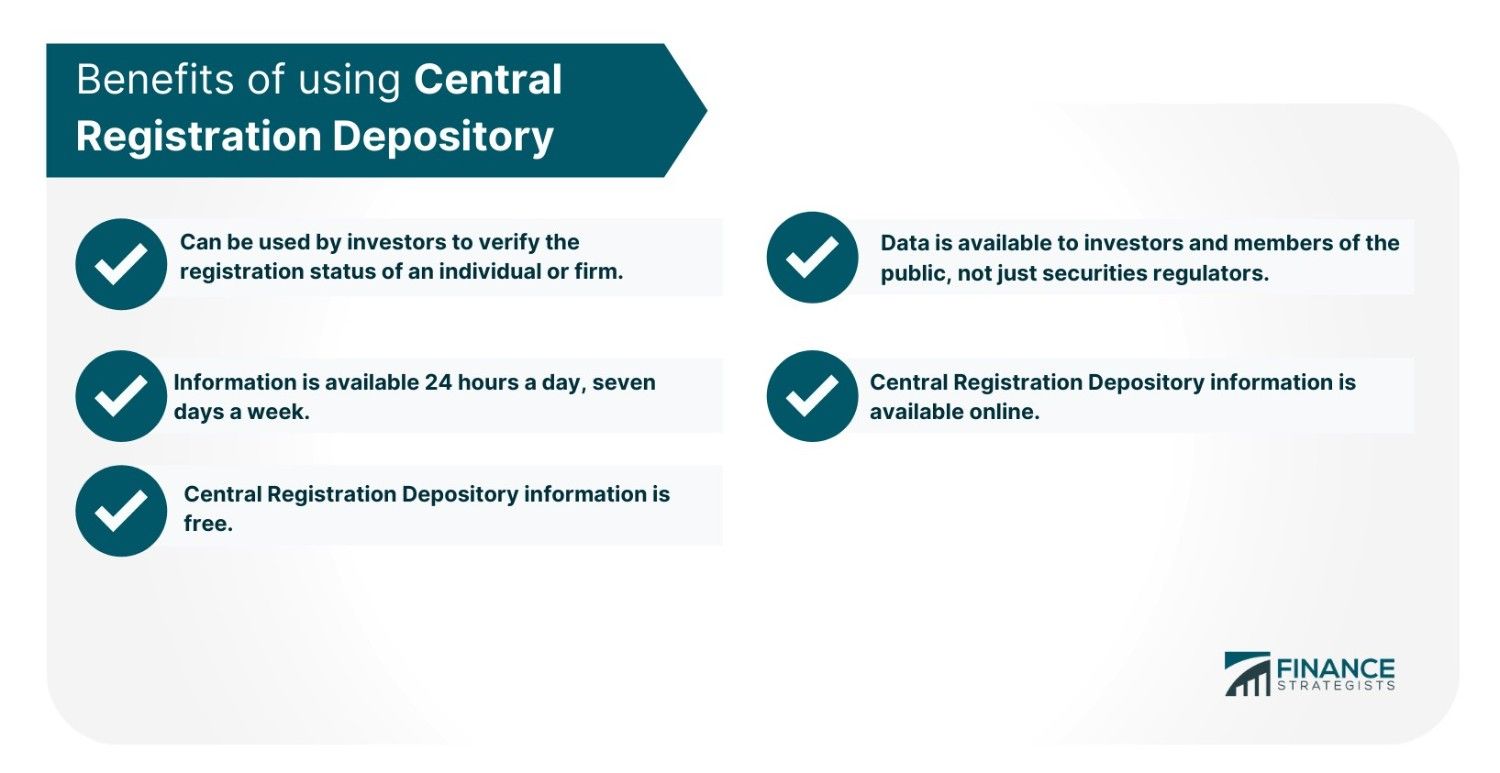 Benefits of using Central
Registration Depository
Can be used by investors to verify the
registration status of an individual or firm.
Data is available to investors and members of the
public, not just securities regulators.
Information is available 24 hours a day, seven
days a week.
Central Registration Depository information is
available online.
Central Registration Depository information is
free.
FINANCE
STRATEGISTS